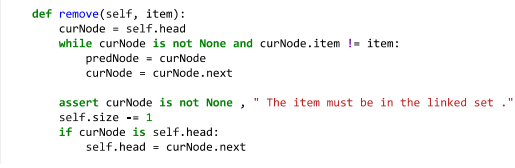 def remove(self, item):
    curNode = self.head
    while curNode is not None and curNode.item != item:
        predNode = curNode
        curNode = curNode.next

    assert curNode is not None , " The item must be in the linked set ."
    self.size -= 1
    if curNode is self.head:
        self.head = curNode.next